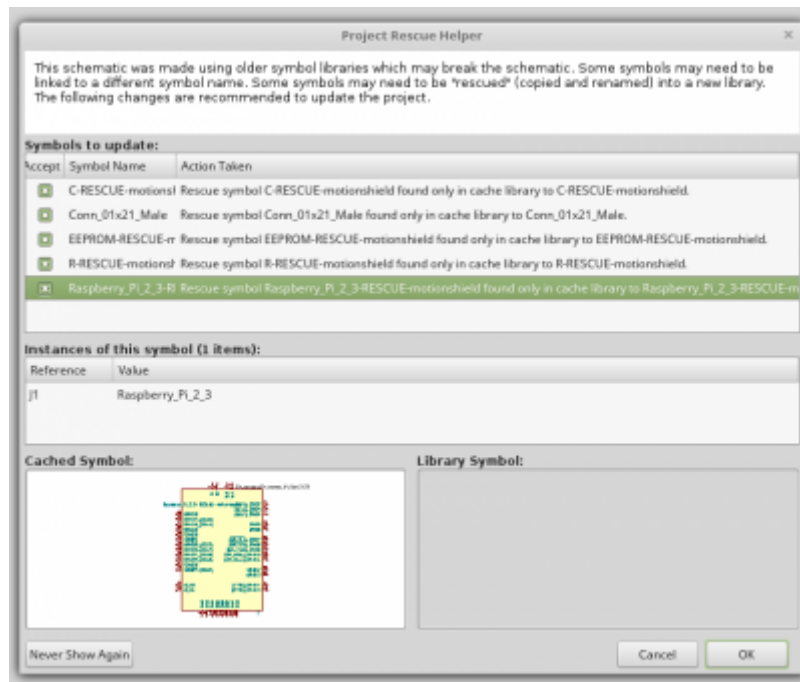 Project Rescue Helper
This schematic was made using older symbol libraries which may break the schematic. Some symbols may need to be
linked to a different symbol name. Some symbols may need to be "rescued" (copied and renamed) into a new library.
The following changes are recommended to update the project.
Symbols to update:
Accept Symbol Name Action Taken
C-RESCUE-motionsl Rescue symbol C-RESCUE-motionshield found only in cache library to C-RESCUE-motionshield.
Conn_01x21_Male Rescue symbol Conn_01x21_Male found only in cache library to Conn_01x21_Male.
EEPROM-RESCUE-m Rescue symbol EEPROM-RESCUE-motionshield found only in cache library to EEPROM-RESCUE-motionshield.
R-RESCUE-motionsh Rescue symbol R-RESCUE-motionshield found only in cache library to R-RESCUE-motionshield.
Raspberry_Pi_2_3-RI Rescue symbol Raspberry_Pi_2_3-RESCUE-motionshield found only in cache library to Raspberry_Pi_2_3-RESCUE-m
Instances of this symbol (1 items):
Reference Value
J1 Raspberry_Pi_2_3
Cached Symbol: Library Symbol:
Never Show Again Cancel OK